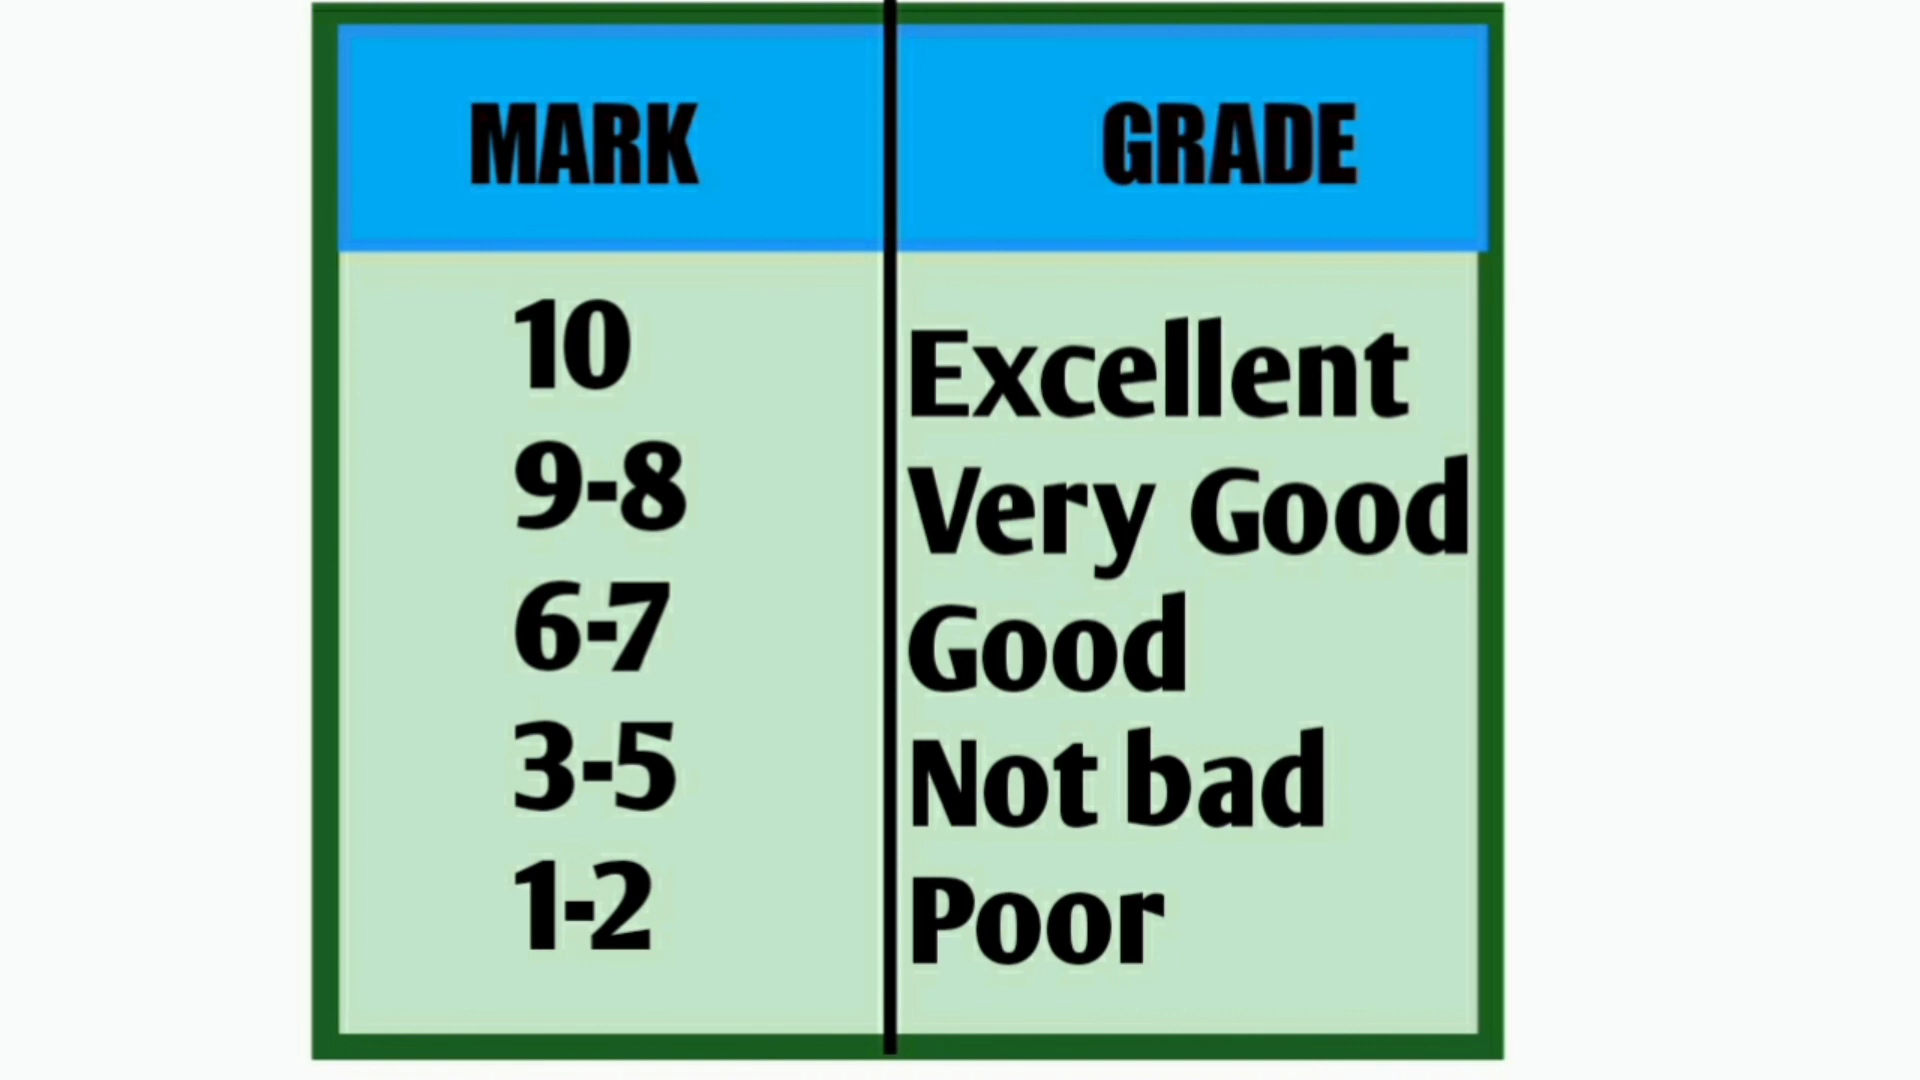 MARK GRADE
10 Excellent
9-8 Very Good
6-7 Good
3-5 Not bad
1-2 Poor